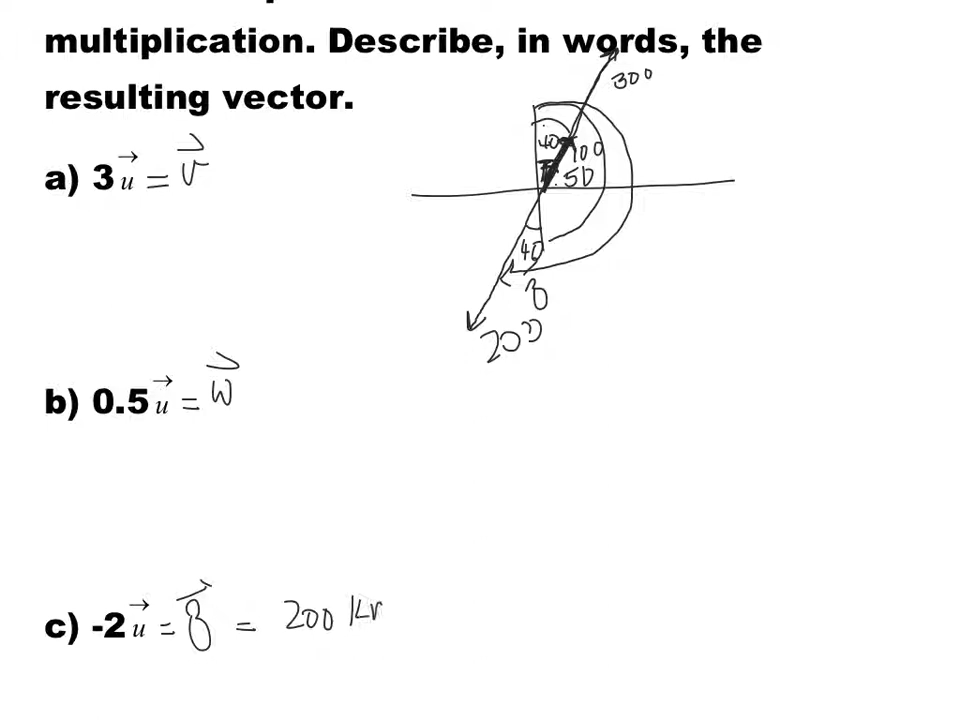 multiplication. Describe, in words, the
resulting vector.
300
40 100
50
a) 3u = v
40
8
200
b) 0.5u = w
c) -2u = 8 = 200 Kr